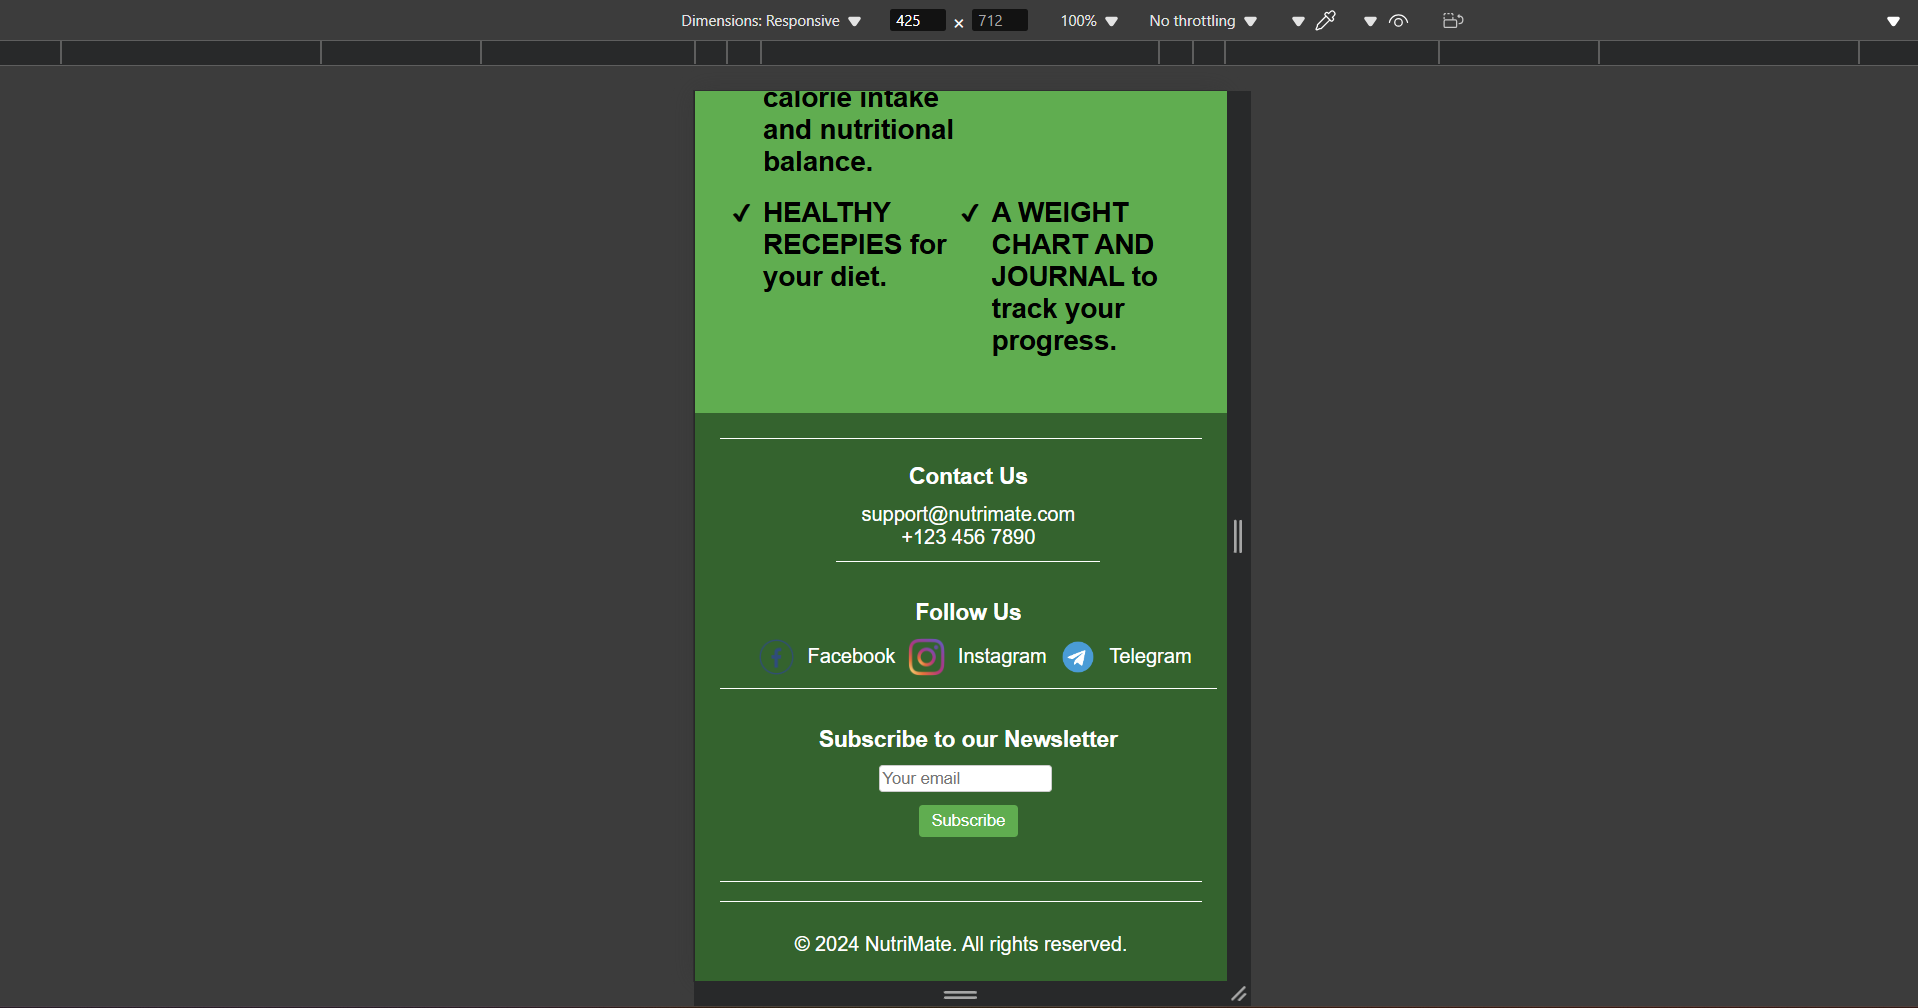 Dimensions: Responsive 425 × 712 100% No throttling
calorie intake
and nutritional
balance.
✓ HEALTHY
RECEPIES for
your diet.
✓ A WEIGHT
CHART AND
JOURNAL to
track your
progress.
Contact Us
support@nutrimate.com
+123 456 7890
Follow Us
Facebook Instagram Telegram
Subscribe to our Newsletter
Your email
Subscribe
© 2024 NutriMate. All rights reserved.